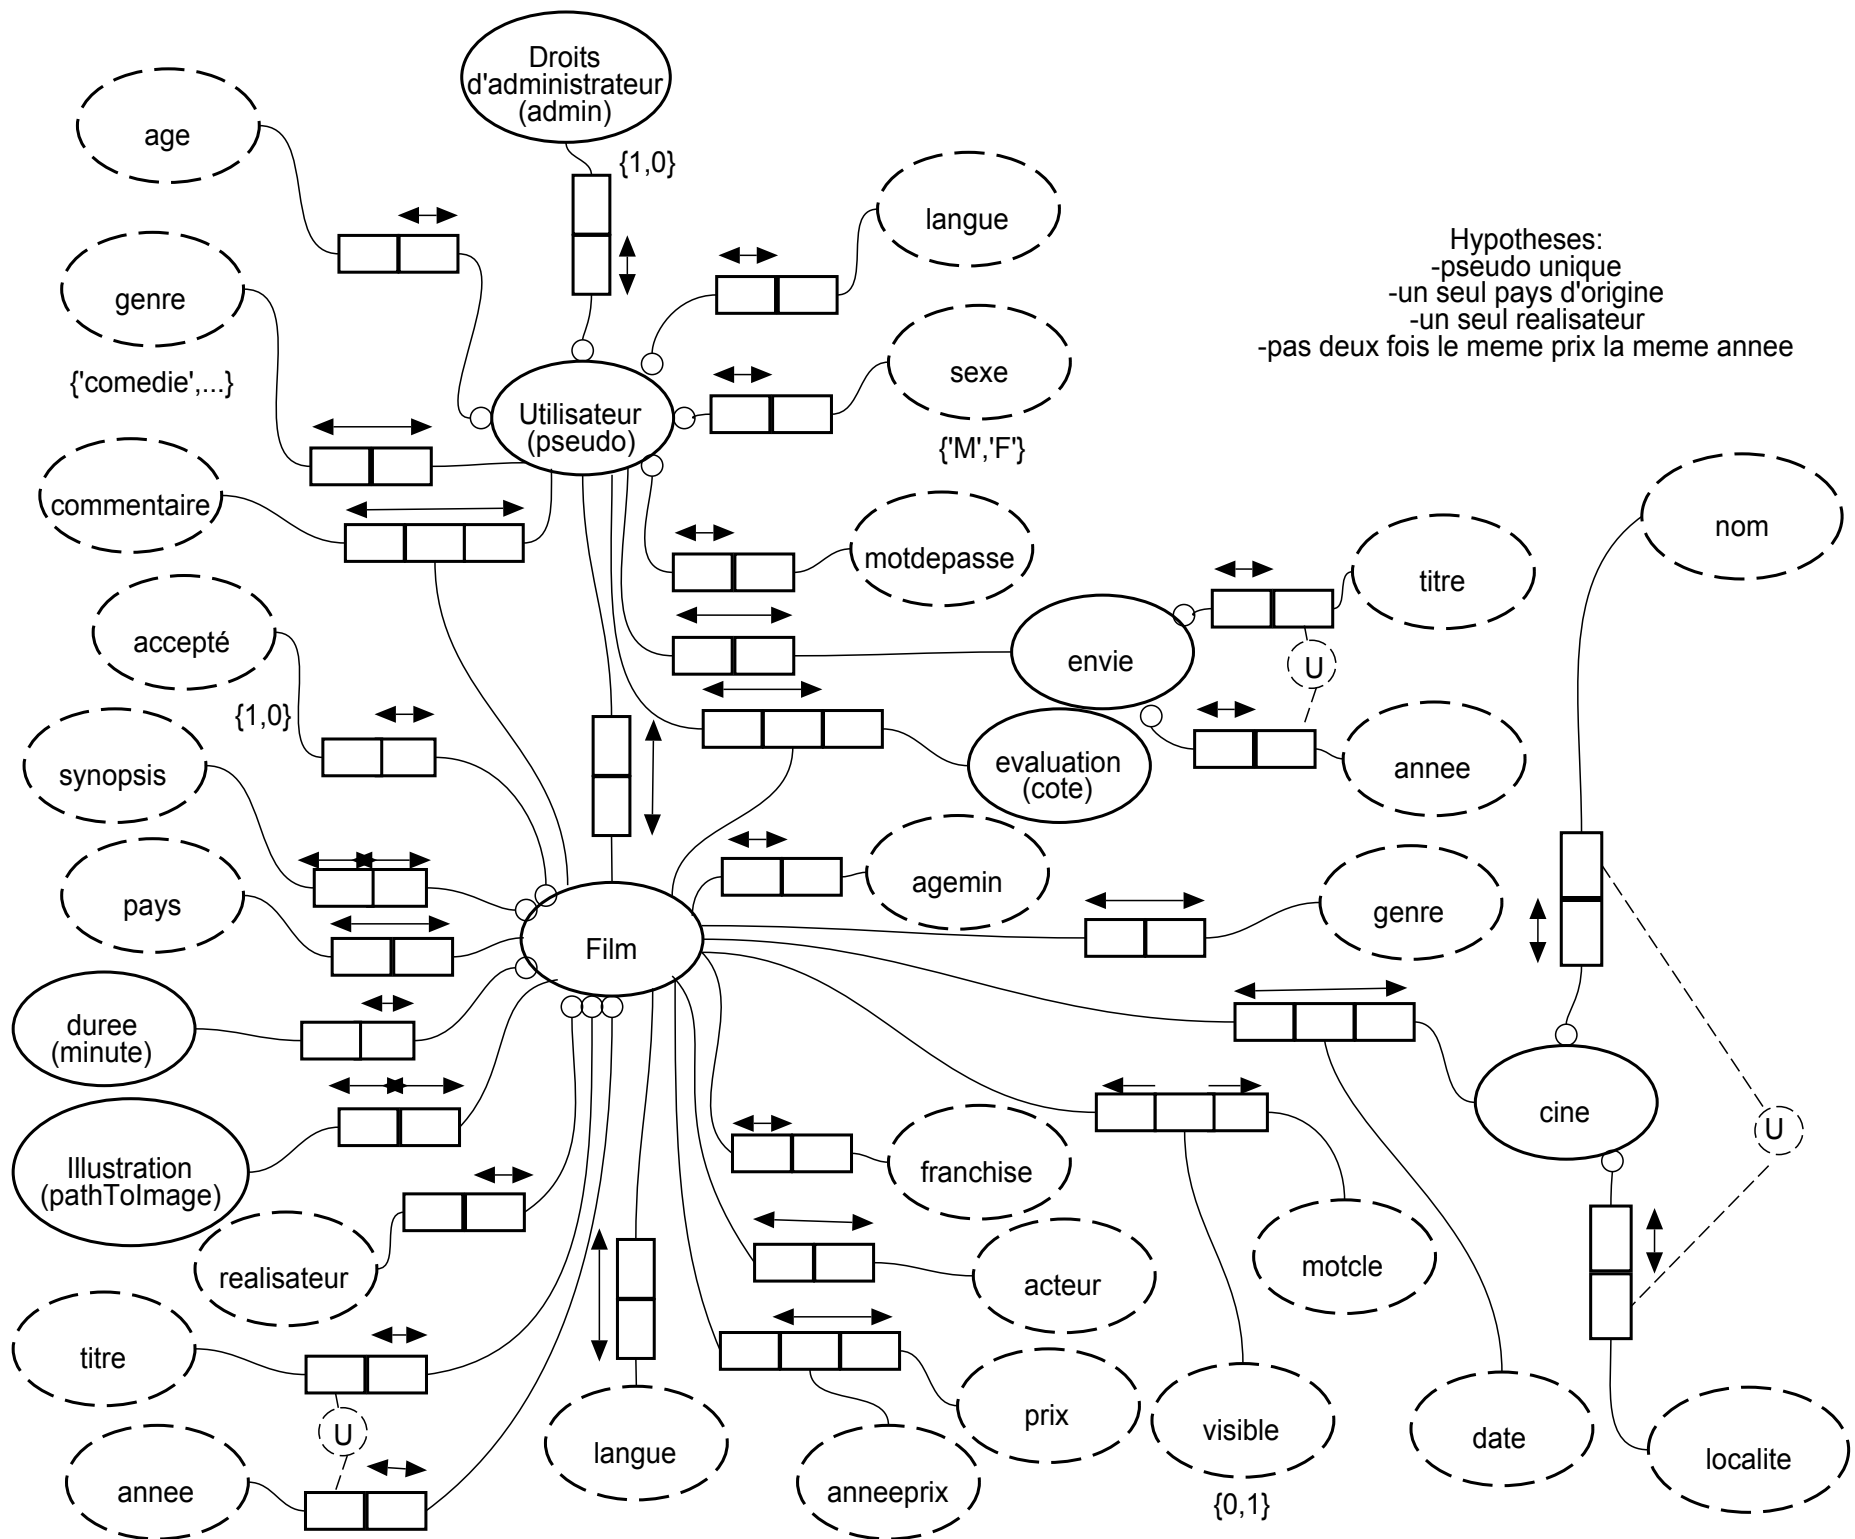 Droits
d'administrateur
(admin)
{1,0}
age
langue
Hypotheses:
-pseudo unique
-un seul pays d'origine
-un seul realisateur
-pas deux fois le meme prix la meme annee
genre
{'comedie',...}
sexe
{'M','F'}
Utilisateur
(pseudo)
commentaire
motdepasse
nom
titre
accepté
{1,0}
envie
U
synopsis
evaluation
(cote)
annee
pays
agemin
genre
Film
duree
(minute)
cine
U
Illustration
(pathToImage)
franchise
realisateur
acteur
motcle
titre
U
prix
visible
{0,1}
date
localite
annee
langue
anneeprix